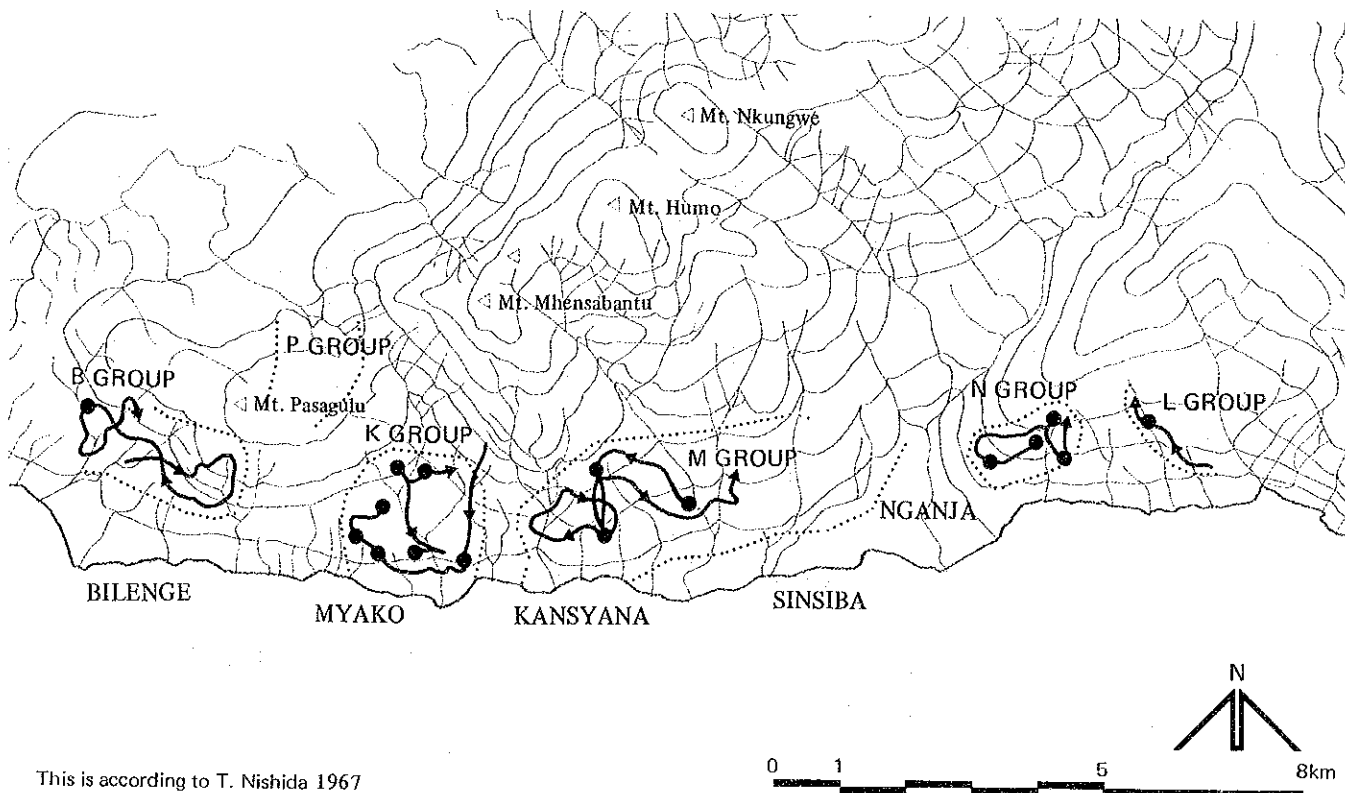 Mt. Nkungwe
Mt. Humo
Mt. Mhensabantu
P GROUP
B GROUP
Mt. Pasagulu
K GROUP
M GROUP
N GROUP
L GROUP
NGANJA
BILENGE
MYAKO
KANSYANA
SINSIBA
N
0 1 5 8km
This is according to T. Nishida 1967